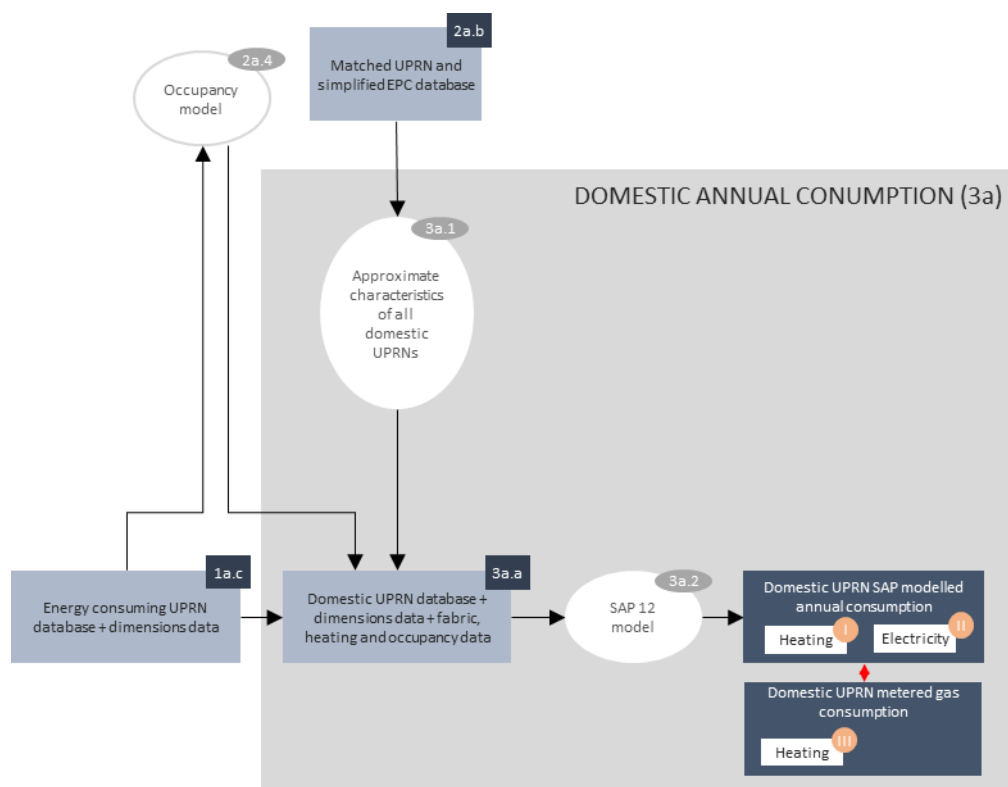 2a.b
Matched UPRN and
simplified EPC database
2a.4
Occupancy
model
DOMESTIC ANNUAL CONUMPTION (3a)
3a.1
Approximate
characteristics
of all
domestic
UPRNs
1a.c
Energy consuming UPRN
database + dimensions data
3a.a
Domestic UPRN database +
dimensions data + fabric,
heating and occupancy data
3a.2
SAP 12
model
Domestic UPRN SAP modelled
annual consumption
Heating I
Electricity II
Domestic UPRN metered gas
consumption
Heating III